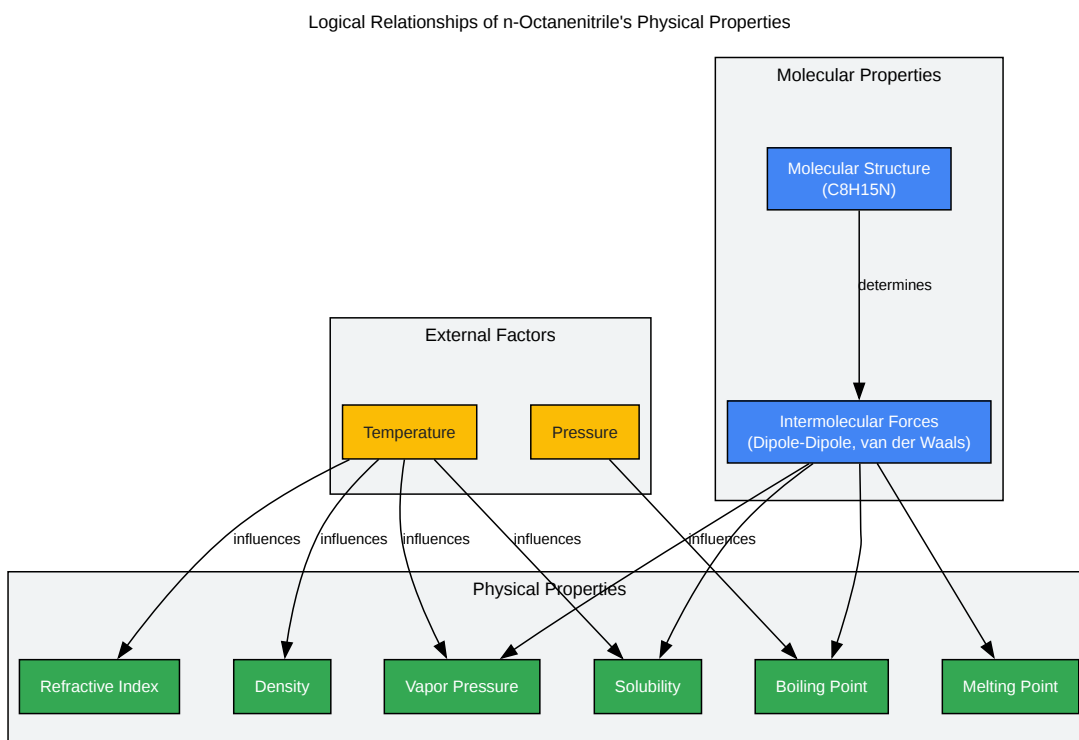 Logical Relationships of n-Octanenitrile's Physical Properties
Molecular Properties
Molecular Structure
(C8H15N)
determines
External Factors
Temperature
Pressure
Intermolecular Forces
(Dipole-Dipole, van der Waals)
influences
influences
influences
influences
influences
Physical Properties
Refractive Index
Density
Vapor Pressure
Solubility
Boiling Point
Melting Point